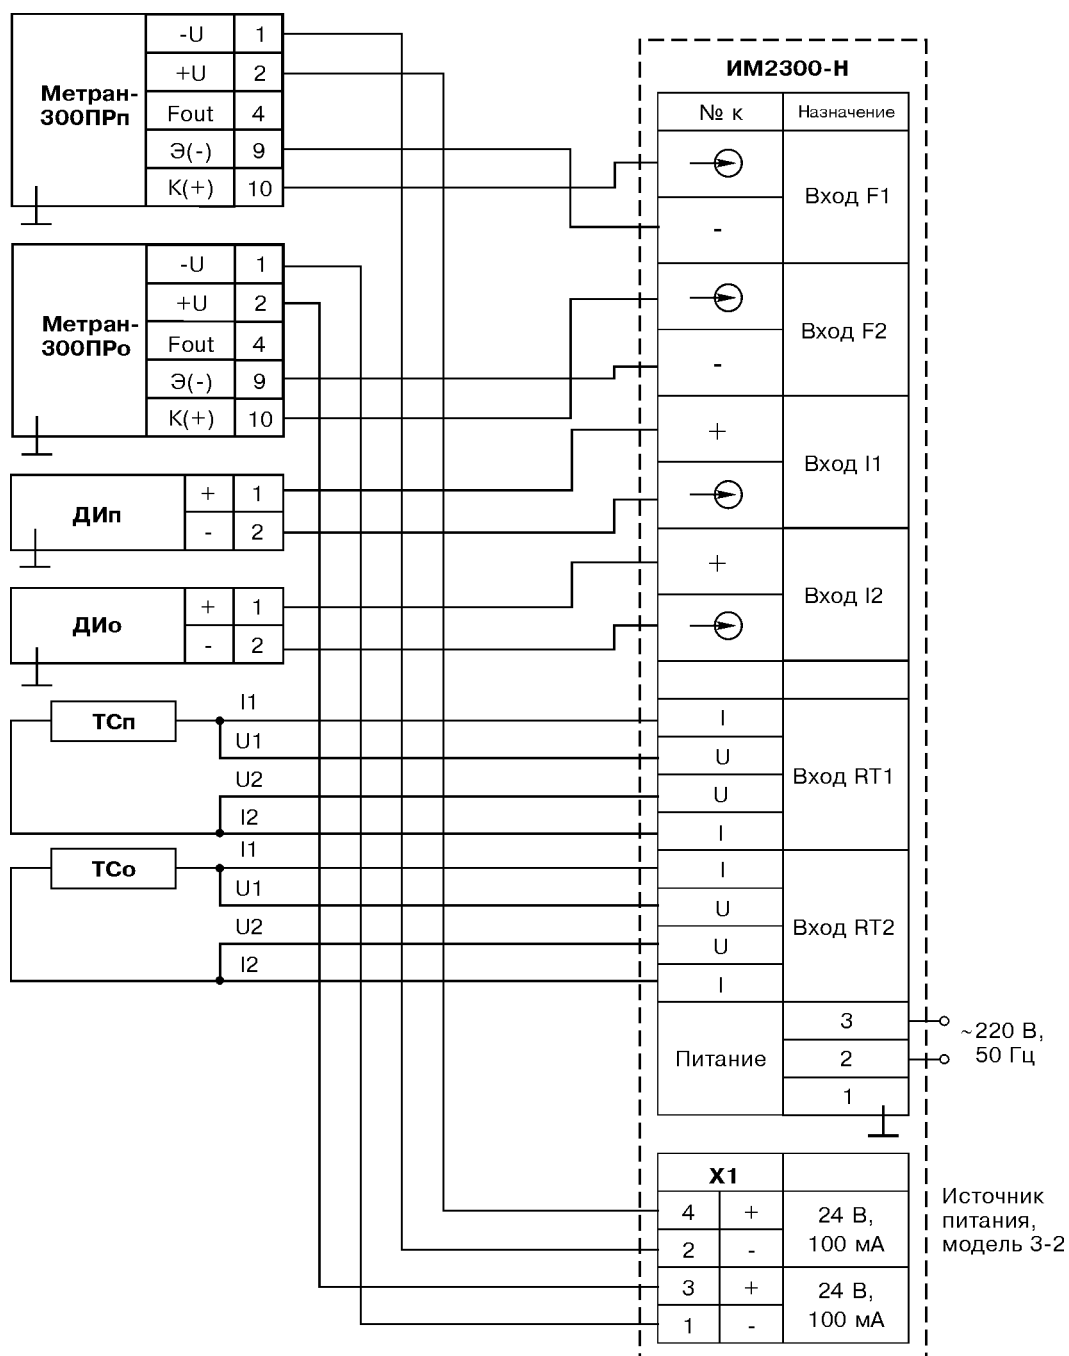 -U 1
+U 2
Метран-
300ПРп
Fout 4
Э(-) 9
К(+) 10
-U 1
+U 2
Метран-
300ПРо
Fout 4
Э(-) 9
К(+) 10
ДИп
+ 1
- 2
ДИо
+ 1
- 2
ТСп
I1
U1
U2
I2
ТСо
I1
U1
U2
I2
ИМ2300-Н
№ к Назначение
Вход F1
-
Вход F2
-
+
Вход I1
+
Вход I2
I
U
Вход RT1
U
I
I
U
Вход RT2
U
I
Питание
3
2
1
~220 В,
50 Гц
X1
4 +
2 -
24 В,
100 мА
3 +
1 -
24 В,
100 мА
Источник
питания,
модель 3-2